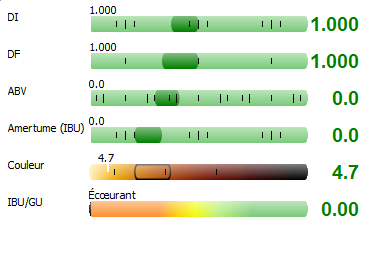 DI 1.000 1.000
DF 1.000 1.000
ABV 0.0 0.0
Amertume (IBU) 0.0 0.0
Couleur 4.7 4.7
IBU/GU Écœurant 0.00